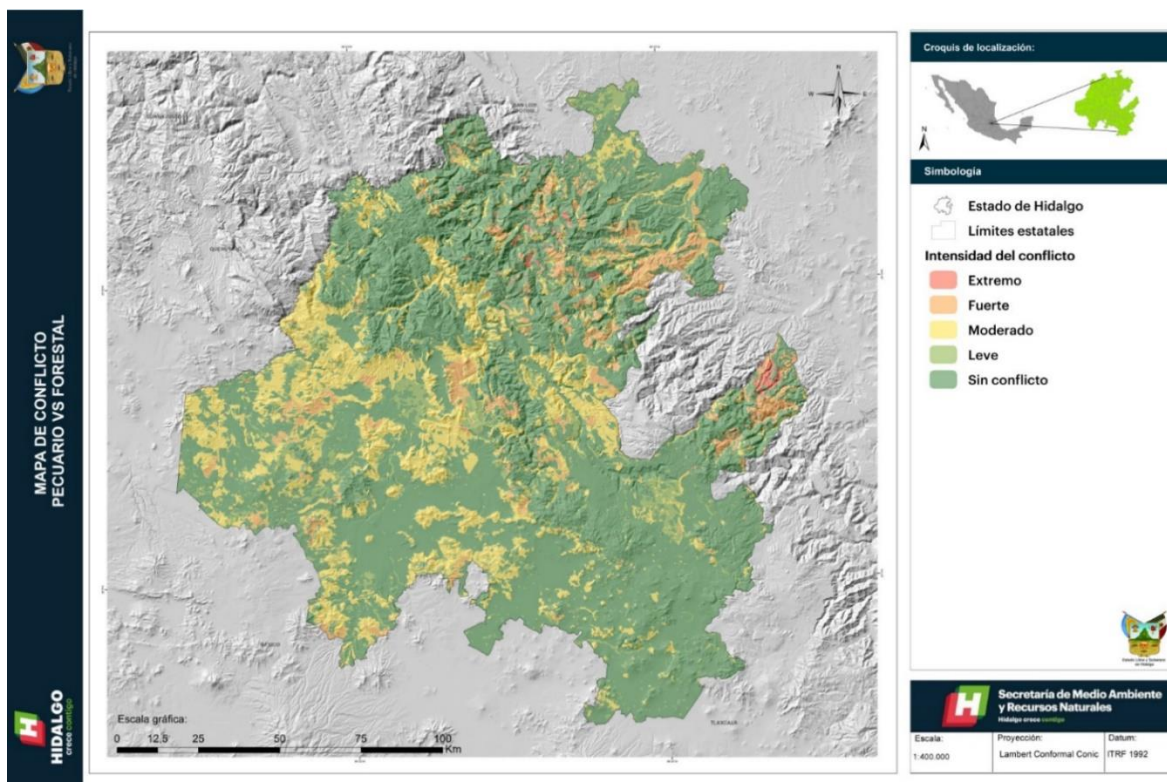 MAPA DE CONFLICTO
PECUARIO VS FORESTAL
HIDALGO
crece contigo
N
W
E
S
TLAXCALA
Escala gráfica:
0 12.5 25 50 75 100
Km
Croquis de localización:
N
Simbología
Estado de Hidalgo
Límites estatales
Intensidad del conflicto
Extremo
Fuerte
Moderado
Leve
Sin conflicto
Secretaría de Medio Ambiente
y Recursos Naturales
Hidalgo crece contigo
Escala:
1:400.000
Proyección:
Lambert Conformal Conic
Datum:
ITRF 1992